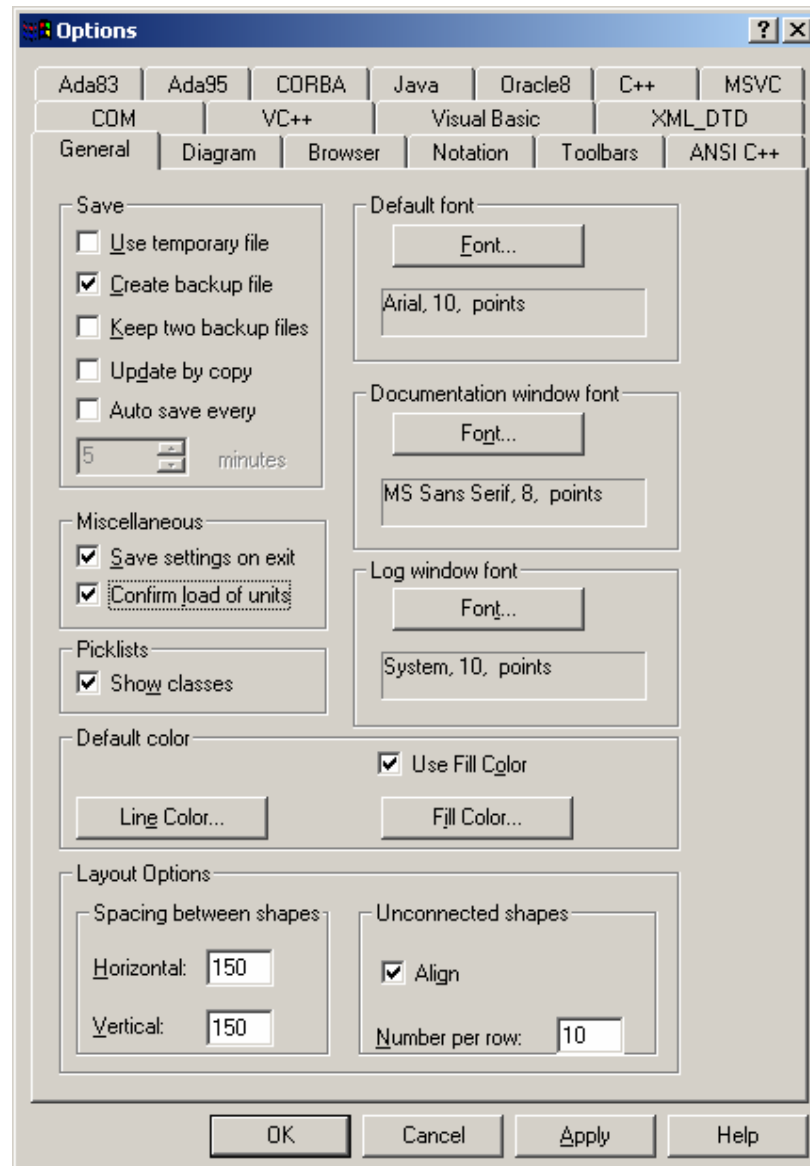 Options
Ada83 Ada95 CORBA Java Oracle8 C++ MSVC
COM VC++ Visual Basic XML_DTD
General Diagram Browser Notation Toolbars ANSI C++
Save
Use temporary file
Create backup file
Keep two backup files
Update by copy
Auto save every
5 minutes
Default font
Font...
Arial, 10, points
Documentation window font
Font...
MS Sans Serif, 8, points
Miscellaneous
Save settings on exit
Confirm load of units
Log window font
Font...
System, 10, points
Picklists
Show classes
Default color
Use Fill Color
Line Color... Fill Color...
Layout Options
Spacing between shapes
Horizontal: 150
Vertical: 150
Unconnected shapes
Align
Number per row: 10
OK Cancel Apply Help